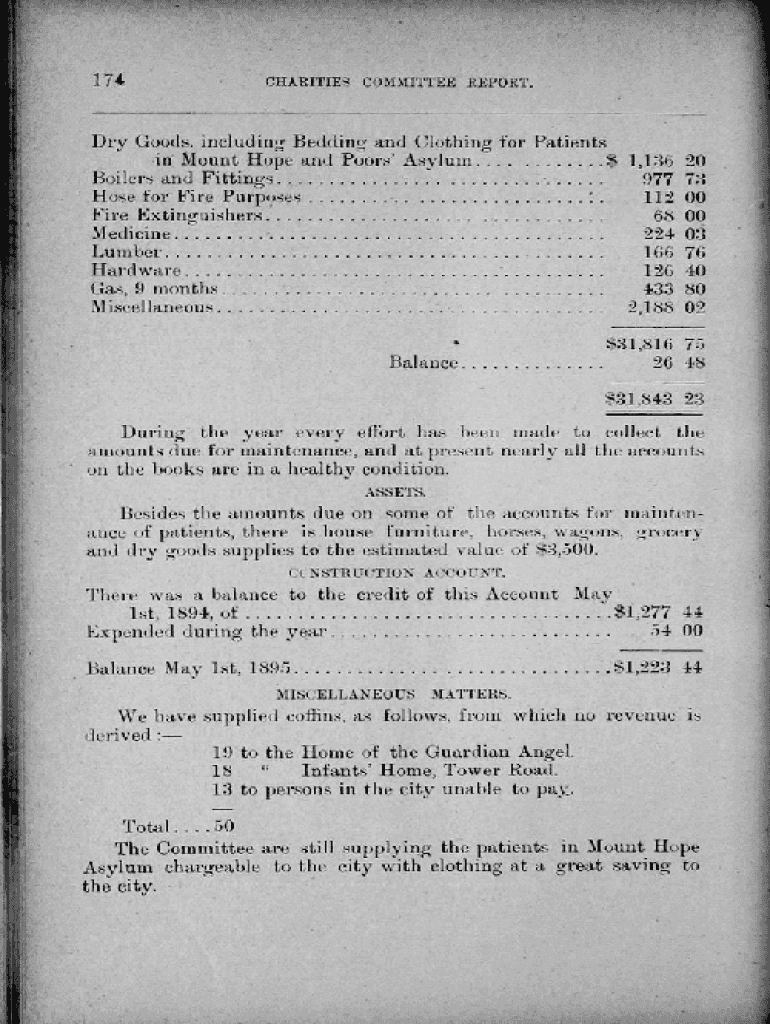 174 CHARITIES COMMITTEE REPORT.
Dry Goods, including Bedding and Clothing for Patients
in Mount Hope and Poors' Asylum.............$ 1,136 20
Boilers and Fittings............................... 977 73
Hose for Fire Purposes............................ 112 00
Fire Extinguishers................................ 68 00
Medicine.......................................... 224 03
Lumber............................................ 166 76
Hardware.......................................... 126 40
Gas, 9 months..................................... 433 80
Miscellaneous..................................... 2,188 02
$31,816 75
Balance.............. 26 48
$31,843 23
During the year every effort has been made to collect the
amounts due for maintenance, and at present nearly all the accounts
on the books are in a healthy condition.
ASSETS.
Besides the amounts due on some of the accounts for mainten-
ance of patients, there is house furniture, horses, wagons, grocery
and dry goods supplies to the estimated value of $3,500.
CONSTRUCTION ACCOUNT.
There was a balance to the credit of this Account May
1st, 1894, of.....................................$1,277 44
Expended during the year........................... 54 00
Balance May 1st, 1895..............................$1,223 44
MISCELLANEOUS MATTERS.
We have supplied coffins, as follows, from which no revenue is
derived :—
19 to the Home of the Guardian Angel.
18 " Infants' Home, Tower Road.
13 to persons in the city unable to pay.
Total....50
The Committee are still supplying the patients in Mount Hope
Asylum chargeable to the city with clothing at a great saving to
the city.